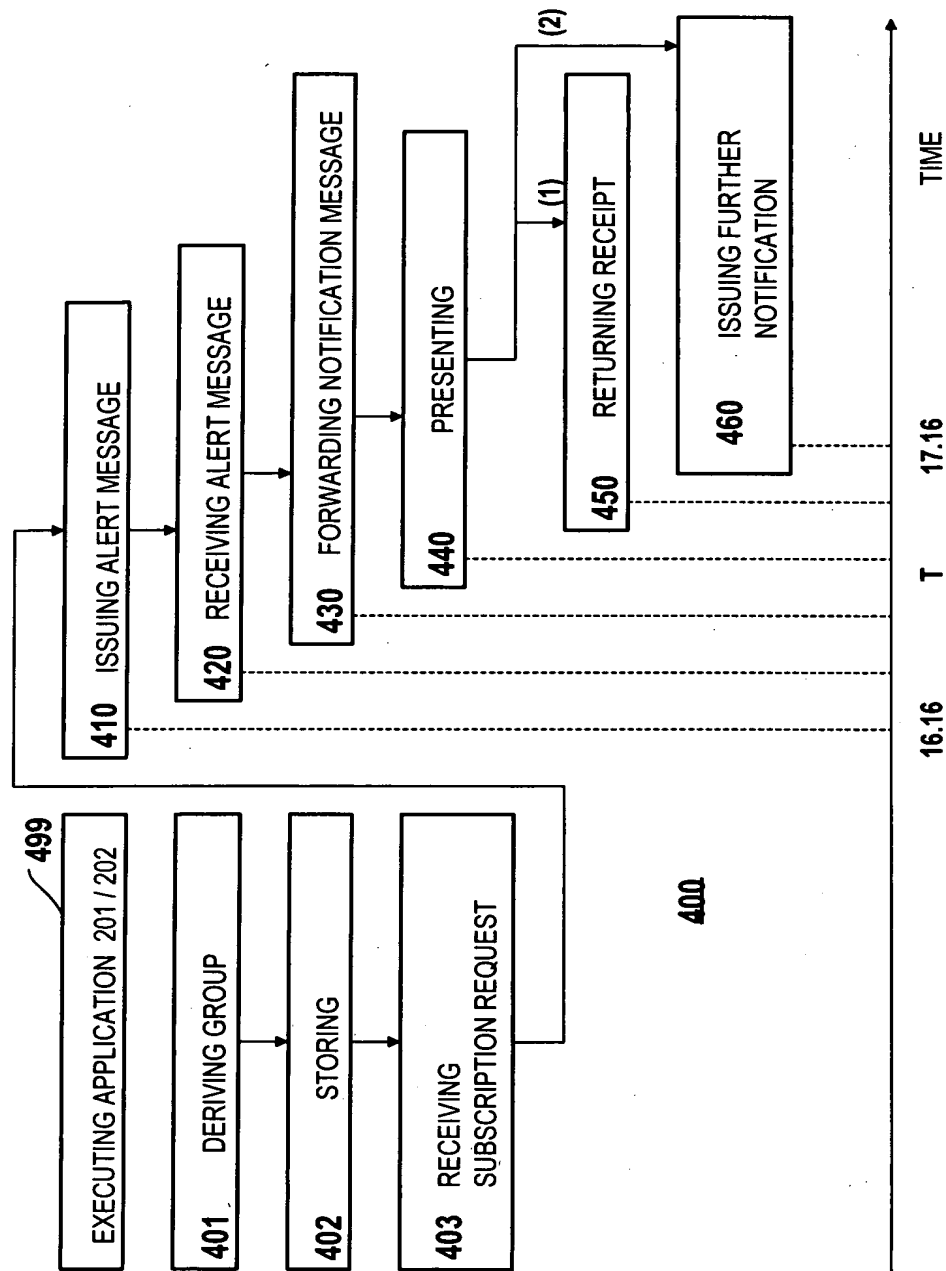 499
EXECUTING APPLICATION 201 / 202
401 DERIVING GROUP
402 STORING
403 RECEIVING
SUBSCRIPTION REQUEST
410 ISSUING ALERT MESSAGE
420 RECEIVING ALERT MESSAGE
430 FORWARDING NOTIFICATION MESSAGE
440 PRESENTING
(1)
(2)
450 RETURNING RECEIPT
460 ISSUING FURTHER
NOTIFICATION
400
16.16
T
17.16
TIME